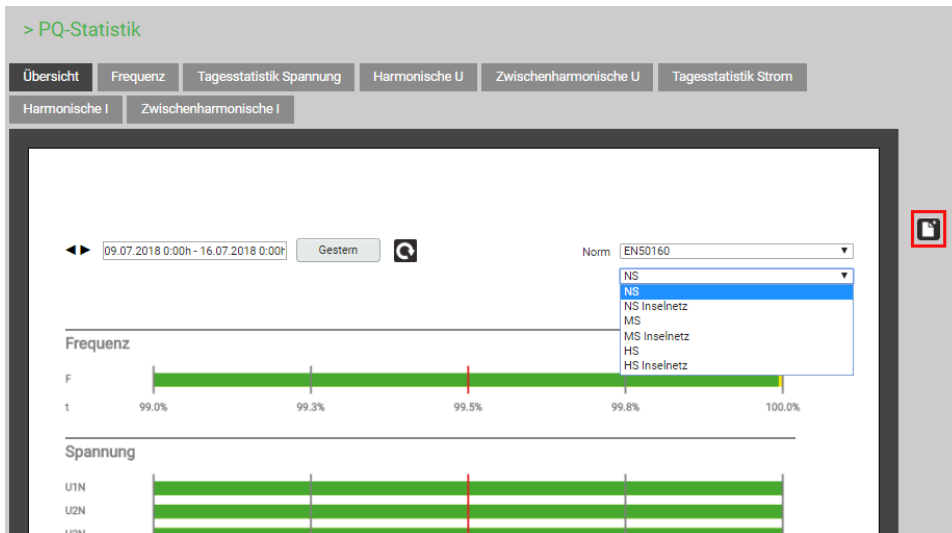 > PQ-Statistik
Übersicht Frequenz Tagesstatistik Spannung Harmonische U Zwischenharmonische U Tagesstatistik Strom
Harmonische I Zwischenharmonische I
09.07.2018 0:00h - 16.07.2018 0:00h Gestern Norm EN50160
NS
NS
NS Inselnetz
MS
MS Inselnetz
HS
HS Inselnetz
Frequenz
F
t 99.0% 99.3% 99.5% 99.8% 100.0%
Spannung
U1N
U2N